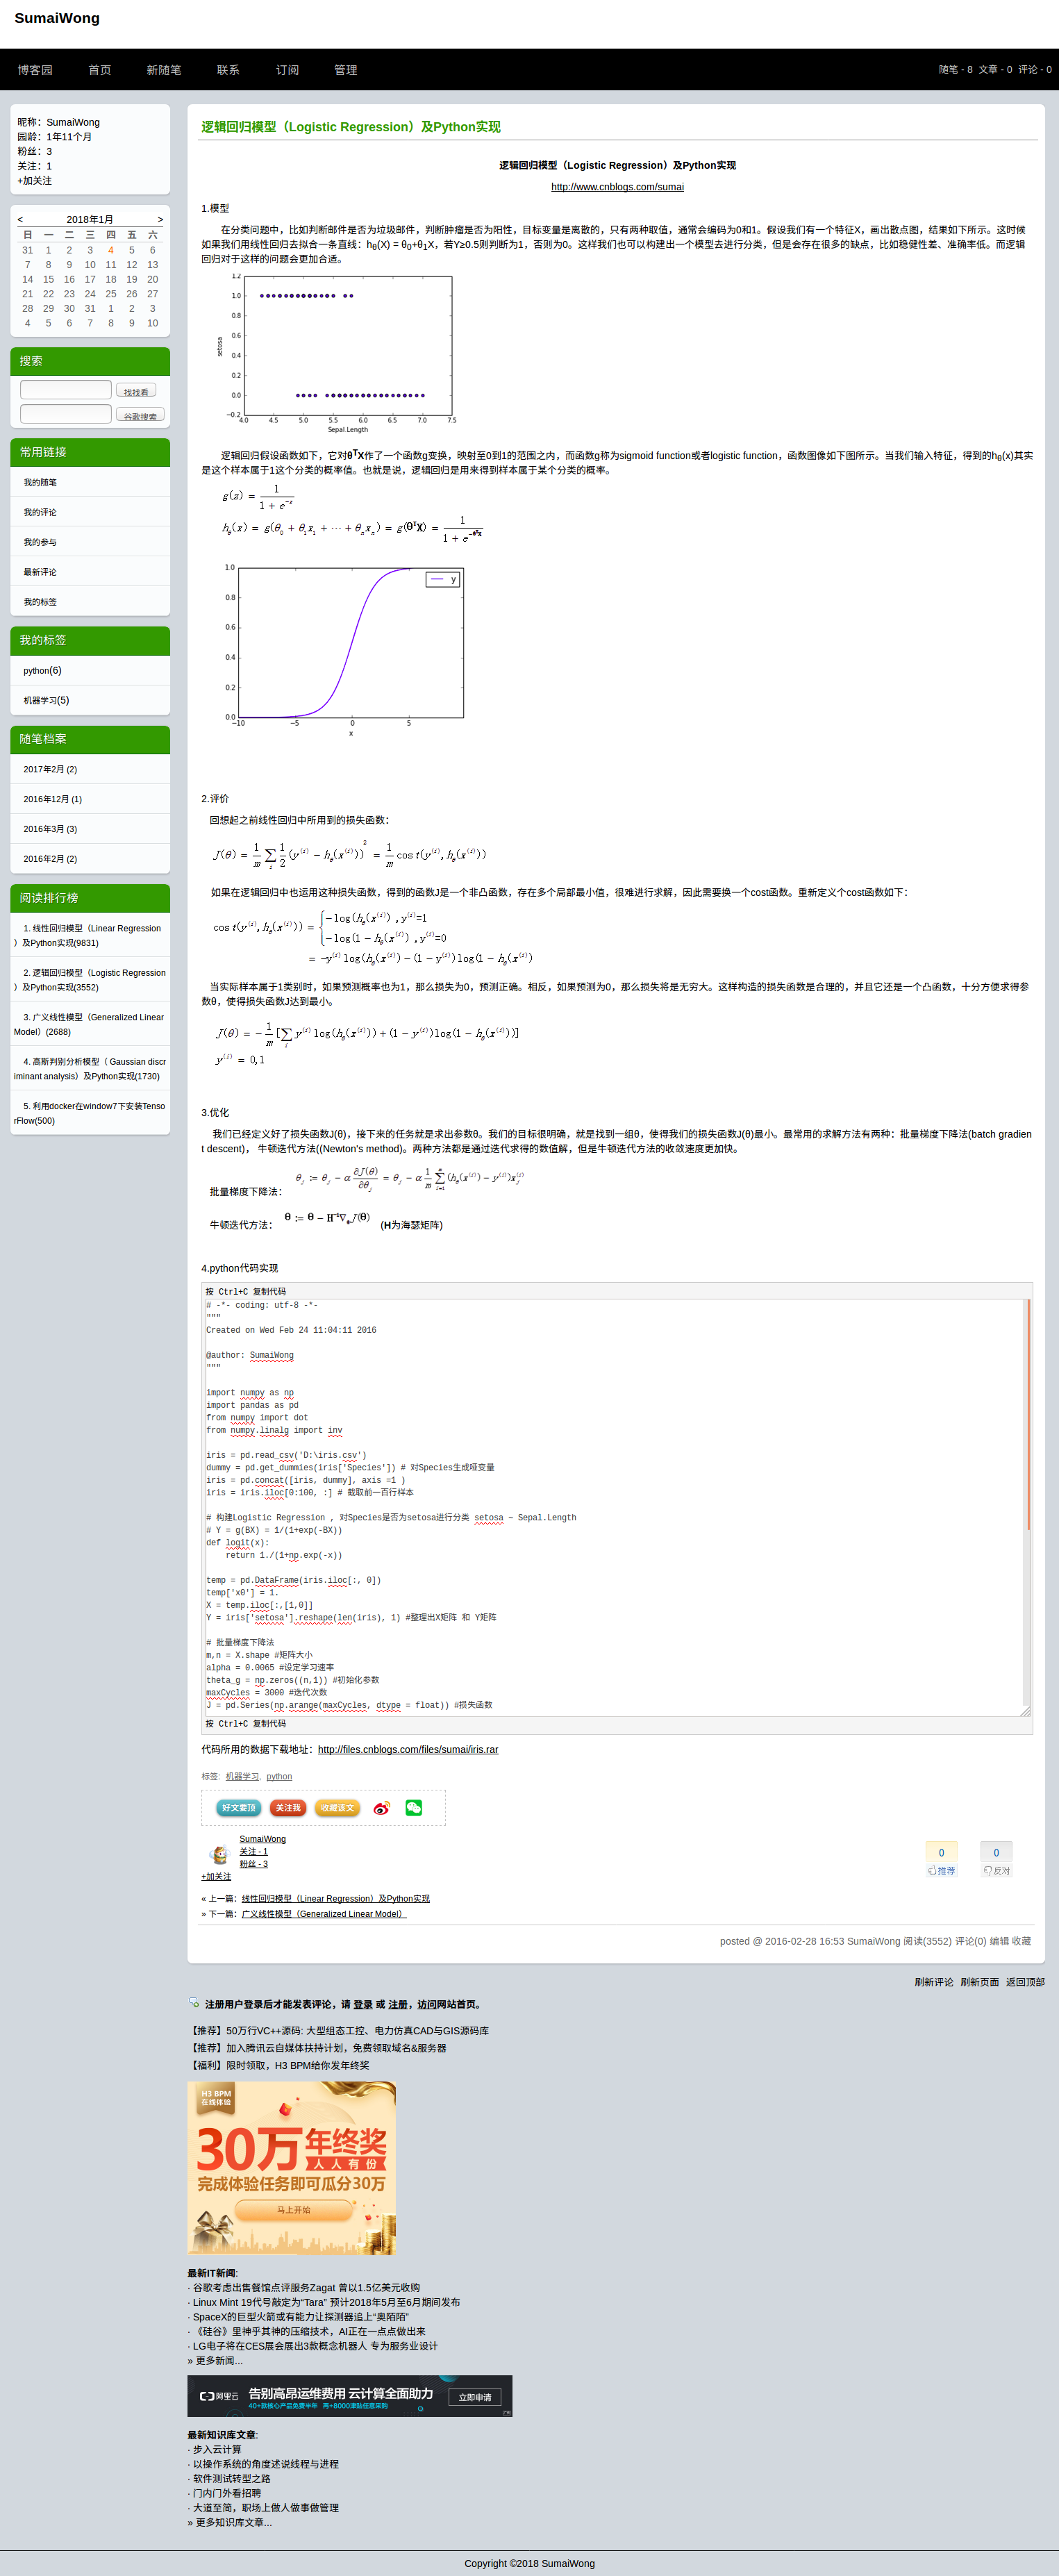 SumaiWong
博客园 首页 新随笔 联系 订阅 管理
随笔 - 8 文章 - 0 评论 - 0
昵称：SumaiWong
园龄：1年11个月
粉丝：3
关注：1
+加关注
< 2018年1月 >
日 一 二 三 四 五 六
31 1 2 3 4 5 6
7 8 9 10 11 12 13
14 15 16 17 18 19 20
21 22 23 24 25 26 27
28 29 30 31 1 2 3
4 5 6 7 8 9 10
搜索
找找看
谷歌搜索
常用链接
我的随笔
我的评论
我的参与
最新评论
我的标签
我的标签
python(6)
机器学习(5)
随笔档案
2017年2月 (2)
2016年12月 (1)
2016年3月 (3)
2016年2月 (2)
阅读排行榜
1. 线性回归模型（Linear Regression
）及Python实现(9831)
2. 逻辑回归模型（Logistic Regression
）及Python实现(3552)
3. 广义线性模型（Generalized Linear
Model）(2688)
4. 高斯判别分析模型（ Gaussian discr
iminant analysis）及Python实现(1730)
5. 利用docker在window7下安装Tenso
rFlow(500)
逻辑回归模型（Logistic Regression）及Python实现
逻辑回归模型（Logistic Regression）及Python实现
http://www.cnblogs.com/sumai
1.模型
在分类问题中，比如判断邮件是否为垃圾邮件，判断肿瘤是否为阳性，目标变量是离散的，只有两种取值，通常会编码为0和1。假设我们有一个特征X，画出散点图，结果如下所示。这时候
如果我们用线性回归去拟合一条直线：hθ(X) = θ0+θ1X，若Y≥0.5则判断为1，否则为0。这样我们也可以构建出一个模型去进行分类，但是会存在很多的缺点，比如稳健性差、准确率低。而逻辑
回归对于这样的问题会更加合适。
setosa
1.2
1.0
0.8
0.6
0.4
0.2
0.0
−0.2
4.0 4.5 5.0 5.5 6.0 6.5 7.0 7.5
Sepal.Length
逻辑回归假设函数如下，它对θTX作了一个函数g变换，映射至0到1的范围之内，而函数g称为sigmoid function或者logistic function，函数图像如下图所示。当我们输入特征，得到的hθ(x)其实
是这个样本属于1这个分类的概率值。也就是说，逻辑回归是用来得到样本属于某个分类的概率。
g(z) = 1/(1+e^−z)
hθ(x) = g(θ0 + θ1x1 + ⋯ + θnxn) = g(θTX) = 1/(1+e^−θTX)
y
1.0
0.8
0.6
0.4
0.2
0.0
−10 −5 0 5
x
2.评价
回想起之前线性回归中所用到的损失函数：
J(θ) = 1/m ∑i 1/2 (y(i) − hθ(x(i)))2 = 1/m cost(y(i),hθ(x(i)))
如果在逻辑回归中也运用这种损失函数，得到的函数J是一个非凸函数，存在多个局部最小值，很难进行求解，因此需要换一个cost函数。重新定义个cost函数如下：
cost(y(i),hθ(x(i))) = { −log(hθ(x(i)) ,y(i)=1
−log(1−hθ(x(i)) ,y(i)=0
= −y(i) log(hθ(x(i)) − (1−y(i))log(1−hθ(x(i))
当实际样本属于1类别时，如果预测概率也为1，那么损失为0，预测正确。相反，如果预测为0，那么损失将是无穷大。这样构造的损失函数是合理的，并且它还是一个凸函数，十分方便求得参
数θ，使得损失函数J达到最小。
J(θ) = −1/m [∑i y(i) log(hθ(x(i))) + (1−y(i))log(1−hθ(x(i)))]
y(i) = 0,1
3.优化
我们已经定义好了损失函数J(θ)，接下来的任务就是求出参数θ。我们的目标很明确，就是找到一组θ，使得我们的损失函数J(θ)最小。最常用的求解方法有两种：批量梯度下降法(batch gradien
t descent)， 牛顿迭代方法((Newton's method)。两种方法都是通过迭代求得的数值解，但是牛顿迭代方法的收敛速度更加快。
批量梯度下降法： θj := θj − α ∂J(θ)/∂θj = θj − α 1/m ∑i=1m (hθ(x(i)) − y(i))xj(i)
牛顿迭代方法： θ := θ − H−1∇θJ(θ) (H为海瑟矩阵)
4.python代码实现
按 Ctrl+C 复制代码
# -*- coding: utf-8 -*-
"""
Created on Wed Feb 24 11:04:11 2016
@author: SumaiWong
"""
import numpy as np
import pandas as pd
from numpy import dot
from numpy.linalg import inv
iris = pd.read_csv('D:\iris.csv')
dummy = pd.get_dummies(iris['Species']) # 对Species生成哑变量
iris = pd.concat([iris, dummy], axis =1 )
iris = iris.iloc[0:100, :] # 截取前一百行样本
# 构建Logistic Regression , 对Species是否为setosa进行分类 setosa ~ Sepal.Length
# Y = g(BX) = 1/(1+exp(-BX))
def logit(x):
    return 1./(1+np.exp(-x))
temp = pd.DataFrame(iris.iloc[:, 0])
temp['x0'] = 1.
X = temp.iloc[:,[1,0]]
Y = iris['setosa'].reshape(len(iris), 1) #整理出X矩阵 和 Y矩阵
# 批量梯度下降法
m,n = X.shape #矩阵大小
alpha = 0.0065 #设定学习速率
theta_g = np.zeros((n,1)) #初始化参数
maxCycles = 3000 #迭代次数
J = pd.Series(np.arange(maxCycles, dtype = float)) #损失函数
按 Ctrl+C 复制代码
代码所用的数据下载地址：http://files.cnblogs.com/files/sumai/iris.rar
标签: 机器学习, python
好文要顶 关注我 收藏该文
SumaiWong
关注 - 1
粉丝 - 3
+加关注
0 0
推荐 反对
« 上一篇：线性回归模型（Linear Regression）及Python实现
» 下一篇：广义线性模型（Generalized Linear Model）
posted @ 2016-02-28 16:53 SumaiWong 阅读(3552) 评论(0) 编辑 收藏
刷新评论 刷新页面 返回顶部
注册用户登录后才能发表评论，请 登录 或 注册，访问网站首页。
【推荐】50万行VC++源码: 大型组态工控、电力仿真CAD与GIS源码库
【推荐】加入腾讯云自媒体扶持计划，免费领取域名&服务器
【福利】限时领取，H3 BPM给你发年终奖
H3 BPM
在线体验
30万年终奖
人人有份
完成体验任务即可瓜分30万
马上开始
最新IT新闻:
· 谷歌考虑出售餐馆点评服务Zagat 曾以1.5亿美元收购
· Linux Mint 19代号敲定为“Tara” 预计2018年5月至6月期间发布
· SpaceX的巨型火箭或有能力让探测器追上“奥陌陌”
· 《硅谷》里神乎其神的压缩技术，AI正在一点点做出来
· LG电子将在CES展会展出3款概念机器人 专为服务业设计
» 更多新闻...
阿里云
告别高昂运维费用 云计算全面助力
40+款核心产品免费半年 再+8000津贴任意采购
立即申请
最新知识库文章:
· 步入云计算
· 以操作系统的角度述说线程与进程
· 软件测试转型之路
· 门内门外看招聘
· 大道至简，职场上做人做事做管理
» 更多知识库文章...
Copyright ©2018 SumaiWong